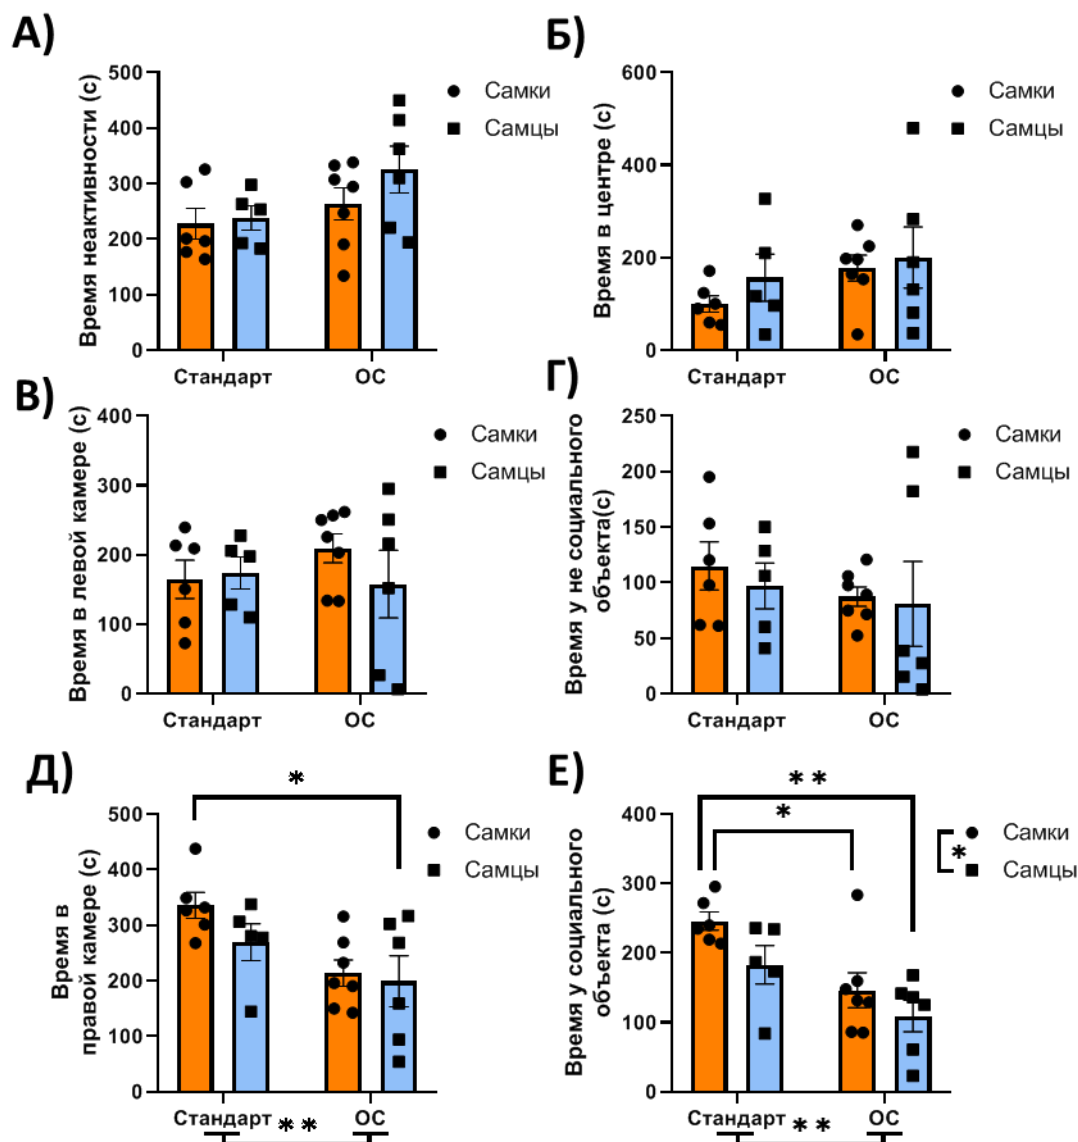 А)
Время неактивности (с)
500
400
300
200
100
0
Стандарт
ОС
Самки
Самцы
Б)
Время в центре (с)
600
400
200
0
Стандарт
ОС
Самки
Самцы
В)
Время в левой камере (с)
400
300
200
100
0
Стандарт
ОС
Самки
Самцы
Г)
Время у не социального
объекта(с)
250
200
150
100
50
0
Стандарт
ОС
Самки
Самцы
Д)
Время в
правой камере (с)
500
400
300
200
100
0
*
Стандарт
ОС
**
Самки
Самцы
Е)
Время у социального
объекта (с)
400
300
200
100
0
**
*
Стандарт
ОС
**
Самки
*
Самцы